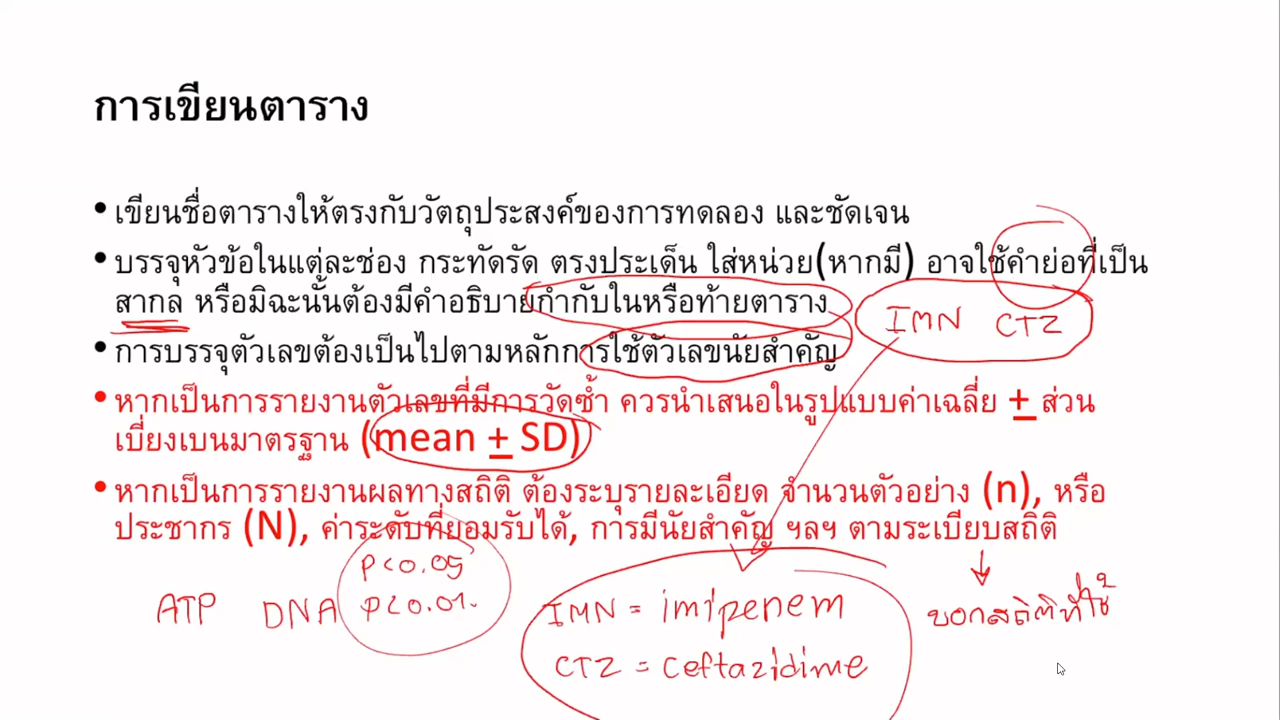 การเขียนตาราง
• เขียนชื่อตารางให้ตรงกับวัตถุประสงค์ของการทดลอง และชัดเจน
• บรรจุหัวข้อในแต่ละช่อง กระทัดรัด ตรงประเด็น ใส่หน่วย(หากมี) อาจใช้คำย่อที่เป็น
สากล หรือมิฉะนั้นต้องมีคำอธิบายกำกับในหรือท้ายตาราง
IMN CTZ
• การบรรจุตัวเลขต้องเป็นไปตามหลักการใช้ตัวเลขนัยสำคัญ
• หากเป็นการรายงานตัวเลขที่มีการวัดซ้ำ ควรนำเสนอในรูปแบบค่าเฉลี่ย ± ส่วน
เบี่ยงเบนมาตรฐาน (mean ± SD)
• หากเป็นการรายงานผลทางสถิติ ต้องระบุรายละเอียด จำนวนตัวอย่าง (n), หรือ
ประชากร (N), ค่าระดับที่ยอมรับได้, การมีนัยสำคัญ ฯลฯ ตามระเบียบสถิติ
P<0.05
ATP DNA P<0.01
IMN = imipenem
บอกสถิติที่ใช้
CTZ = ceftazidime